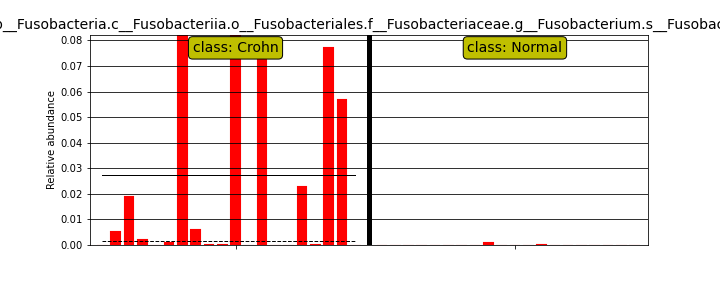 __Fusobacteria.c__Fusobacteriia.o__Fusobacteriales.f__Fusobacteriaceae.g__Fusobacterium.s__Fusobac
class: Crohn
class: Normal
Relative abundance
0.08
0.07
0.06
0.05
0.04
0.03
0.02
0.01
0.00